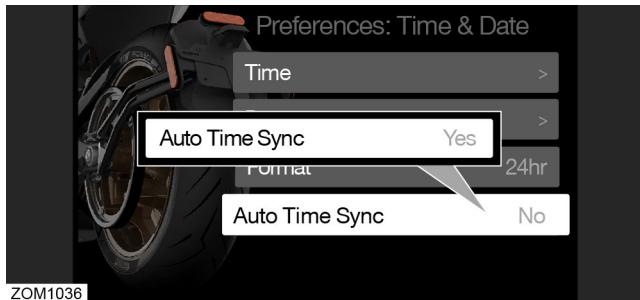 Preferences: Time & Date
Time >
>
Auto Time Sync Yes
Format 24hr
Auto Time Sync No
ZOM1036